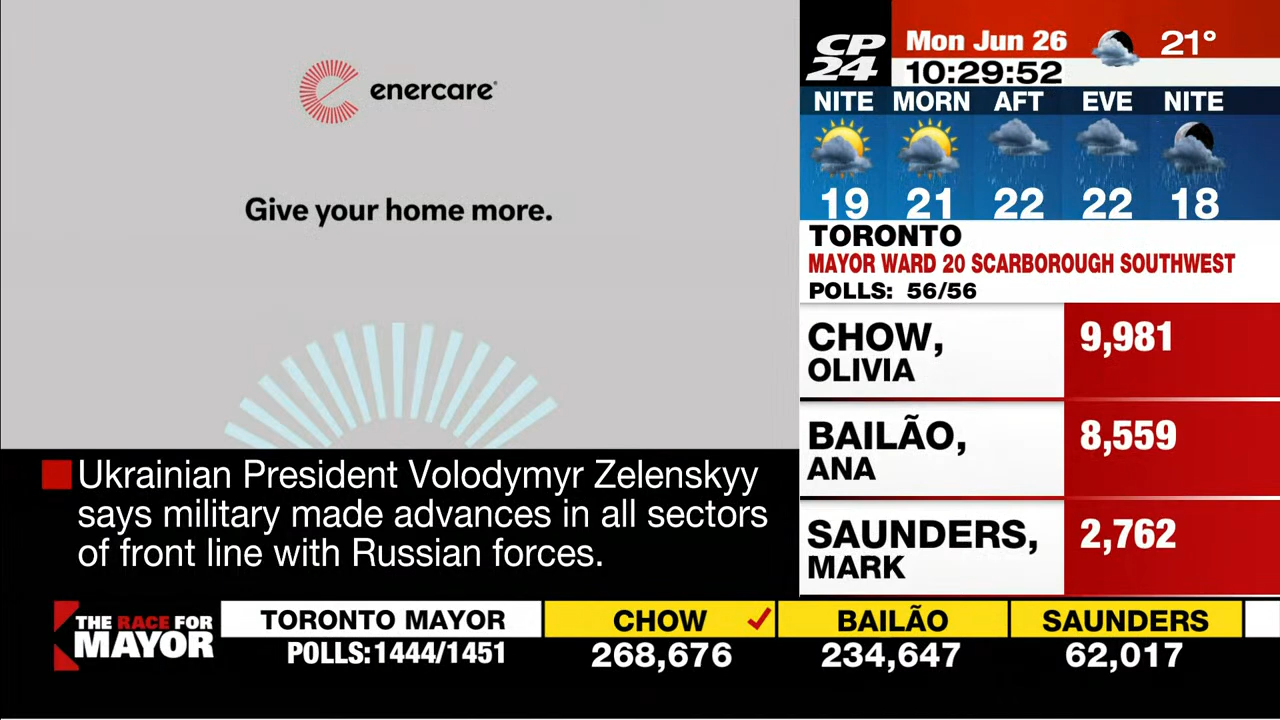 enercare
Give your home more.
Ukrainian President Volodymyr Zelenskyy
says military made advances in all sectors
of front line with Russian forces.
CP
24
Mon Jun 26
21°
10:29:52
NITE MORN AFT EVE NITE
19 21 22 22 18
TORONTO
MAYOR WARD 20 SCARBOROUGH SOUTHWEST
POLLS: 56/56
CHOW,
OLIVIA
9,981
BAILÃO,
ANA
8,559
SAUNDERS,
MARK
2,762
THE RACE FOR
MAYOR
TORONTO MAYOR
POLLS:1444/1451
CHOW
268,676
BAILÃO
234,647
SAUNDERS
62,017